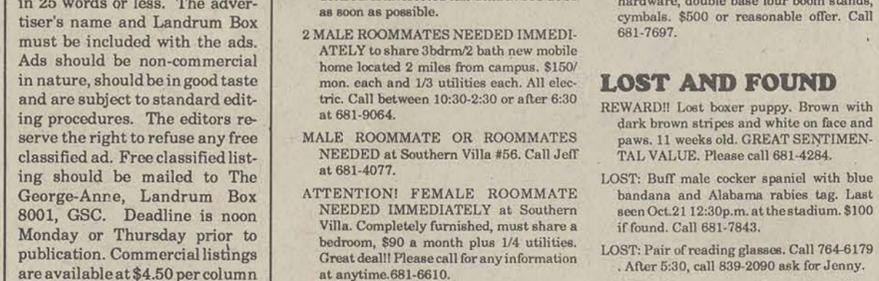 in 25 words or less. The adver-
tiser's name and Landrum Box
must be included with the ads.
Ads should be non-commercial
in nature, should be in good taste
and are subject to standard edit-
ing procedures. The editors re-
serve the right to refuse any free
classified ad. Free classified list-
ing should be mailed to The
George-Anne, Landrum Box
8001, GSC. Deadline is noon
Monday or Thursday prior to
publication. Commercial listings
are available at $4.50 per column
as soon as possible.
2 MALE ROOMMATES NEEDED IMMEDI-
ATELY to share 3bdrm/2 bath new mobile
home located 2 miles from campus. $150/
mon. each and 1/3 utilities each. All elec-
tric. Call between 10:30-2:30 or after 6:30
at 681-9064.
MALE ROOMMATE OR ROOMMATES
NEEDED at Southern Villa #56. Call Jeff
at 681-4077.
ATTENTION! FEMALE ROOMMATE
NEEDED IMMEDIATELY at Southern
Villa. Completely furnished, must share a
bedroom, $90 a month plus 1/4 utilities.
Great deal!! Please call for any information
at anytime.681-6610.
hardware, double base four boom stands,
cymbals. $500 or reasonable offer. Call
681-7697.
LOST AND FOUND
REWARD!! Lost boxer puppy. Brown with
dark brown stripes and white on face and
paws. 11 weeks old. GREAT SENTIMEN-
TAL VALUE. Please call 681-4284.
LOST: Buff male cocker spaniel with blue
bandana and Alabama rabies tag. Last
seen Oct.21 12:30p.m. at the stadium. $100
if found. Call 681-7843.
LOST: Pair of reading glasses. Call 764-6179
. After 5:30, call 839-2090 ask for Jenny.